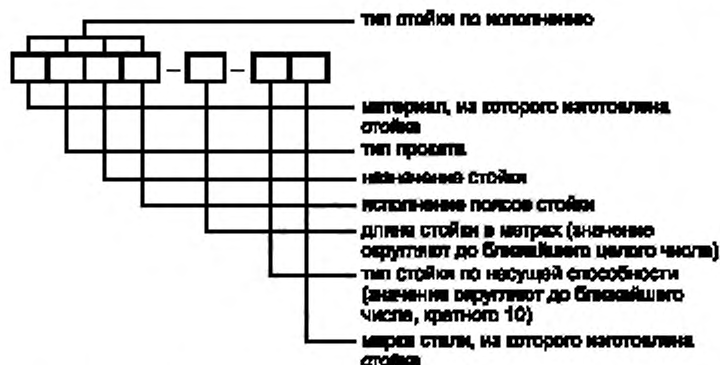 тип стойки по исполнению
материал, из которого изготовлена
стойка
тип проката
назначение стойки
исполнение поясов стойки
длина стойки в метрах (значение
округляют до ближайшего целого числа)
тип стойки по несущей способности
(значения округляют до ближайшего
числа, кратного 10)
марка стали, из которого изготовлена
стойка